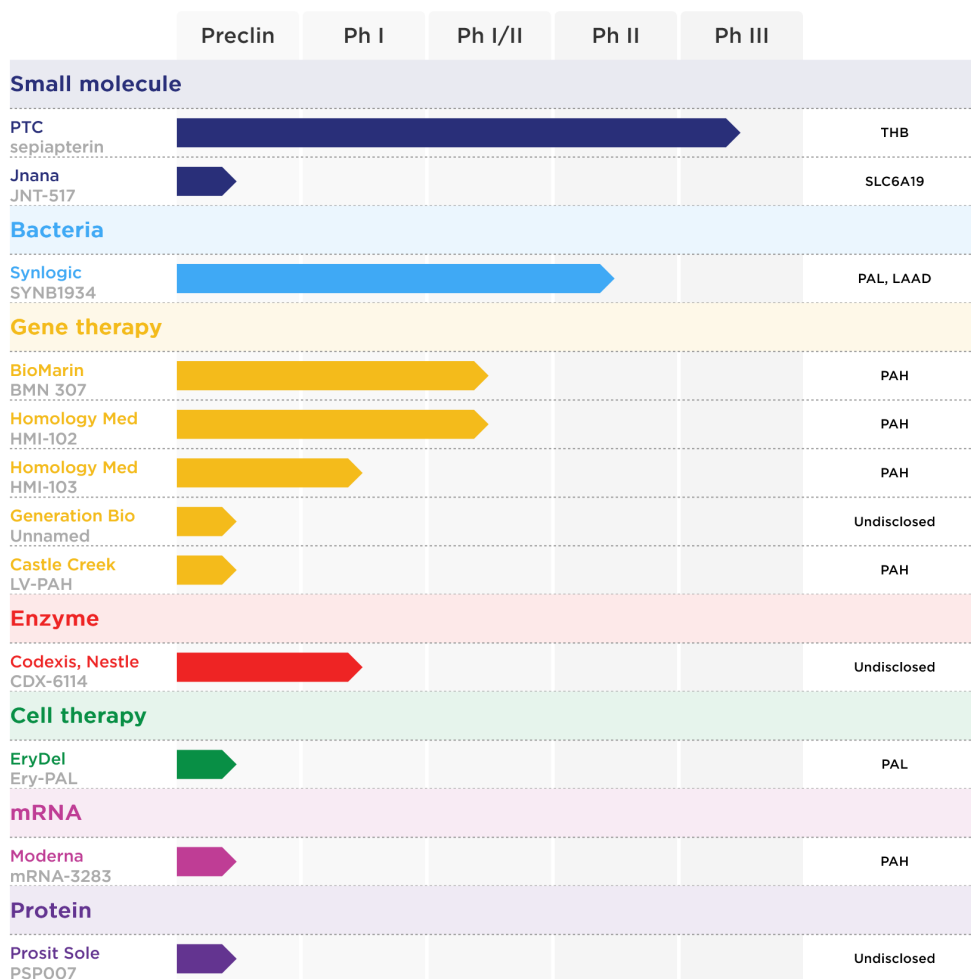 Preclin Ph I Ph I/II Ph II Ph III
Small molecule
PTC
sepiapterin
THB
Jnana
JNT-517
SLC6A19
Bacteria
Synlogic
SYNB1934
PAL, LAAD
Gene therapy
BioMarin
BMN 307
PAH
Homology Med
HMI-102
PAH
Homology Med
HMI-103
PAH
Generation Bio
Unnamed
Undisclosed
Castle Creek
LV-PAH
PAH
Enzyme
Codexis, Nestle
CDX-6114
Undisclosed
Cell therapy
EryDel
Ery-PAL
PAL
mRNA
Moderna
mRNA-3283
PAH
Protein
Prosit Sole
PSP007
Undisclosed